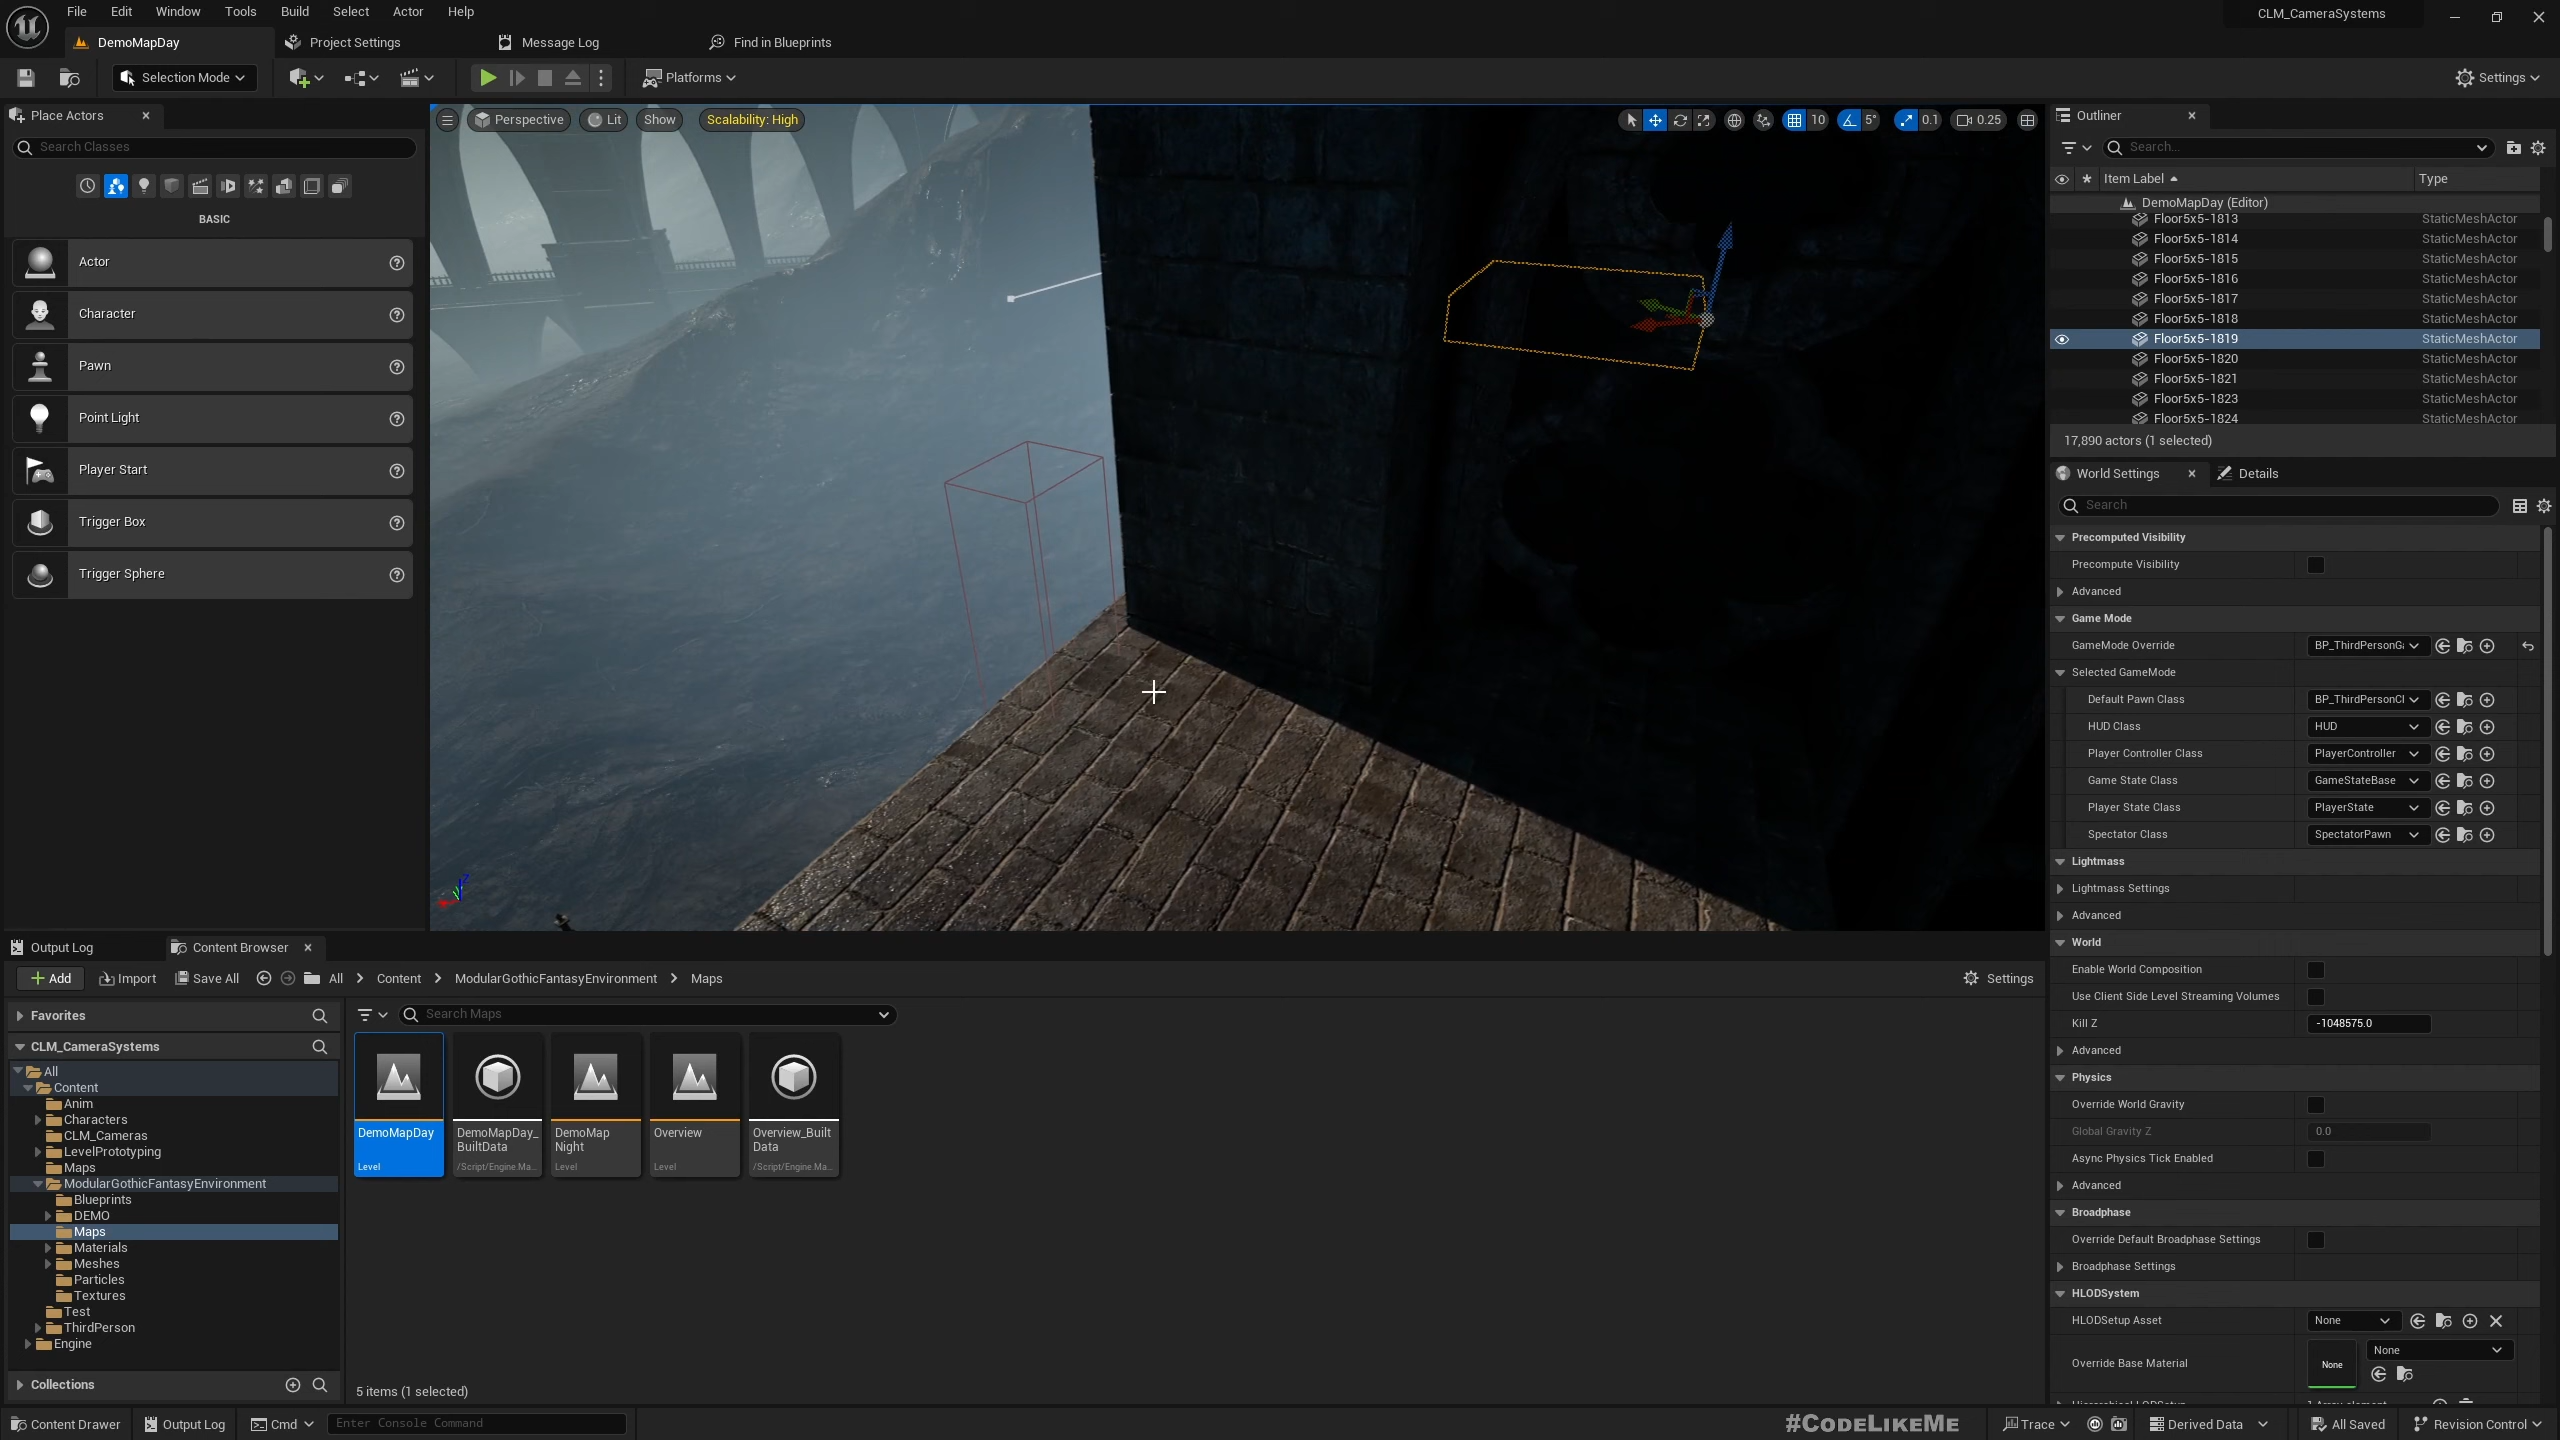 File Edit Window Tools Build Select Actor Help
CLM_CameraSystems
DemoMapDay
Project Settings
Message Log
Find in Blueprints
Selection Mode
Platforms
Settings
Place Actors
Search Classes
BASIC
Actor
Character
Pawn
Point Light
Player Start
Trigger Box
Trigger Sphere
Perspective
Lit
Show
Scalability: High
10
5°
0.1
0.25
Outliner
Search...
Item Label
Type
DemoMapDay (Editor)
Floor5x5-1813 StaticMeshActor
Floor5x5-1814 StaticMeshActor
Floor5x5-1815 StaticMeshActor
Floor5x5-1816 StaticMeshActor
Floor5x5-1817 StaticMeshActor
Floor5x5-1818 StaticMeshActor
Floor5x5-1819 StaticMeshActor
Floor5x5-1820 StaticMeshActor
Floor5x5-1821 StaticMeshActor
Floor5x5-1823 StaticMeshActor
Floor5x5-1824 StaticMeshActor
17,890 actors (1 selected)
World Settings
Details
Search
Precomputed Visibility
Precompute Visibility
Advanced
Game Mode
GameMode Override BP_ThirdPersonGa
Selected GameMode
Default Pawn Class BP_ThirdPersonCl
HUD Class HUD
Player Controller Class PlayerController
Game State Class GameStateBase
Player State Class PlayerState
Spectator Class SpectatorPawn
Lightmass
Lightmass Settings
Advanced
World
Enable World Composition
Use Client Side Level Streaming Volumes
Kill Z -1048575.0
Advanced
Physics
Override World Gravity
Global Gravity Z 0.0
Async Physics Tick Enabled
Advanced
Broadphase
Override Default Broadphase Settings
Broadphase Settings
HLODSystem
HLODSetup Asset None
Override Base Material None None
Output Log
Content Browser
Add
Import
Save All
All > Content > ModularGothicFantasyEnvironment > Maps
Settings
Favorites
CLM_CameraSystems
All
Content
Anim
Characters
CLM_Cameras
LevelPrototyping
Maps
ModularGothicFantasyEnvironment
Blueprints
DEMO
Maps
Materials
Meshes
Particles
Textures
Test
ThirdPerson
Engine
Collections
Search Maps
DemoMapDay
Level
DemoMapDay_
BuiltData
/Script/Engine.Ma...
DemoMap
Night
Level
Overview
Level
Overview_Built
Data
/Script/Engine.Ma...
5 items (1 selected)
Content Drawer
Output Log
Cmd
Enter Console Command
#CodeLikeMe
Trace
Derived Data
All Saved
Revision Control